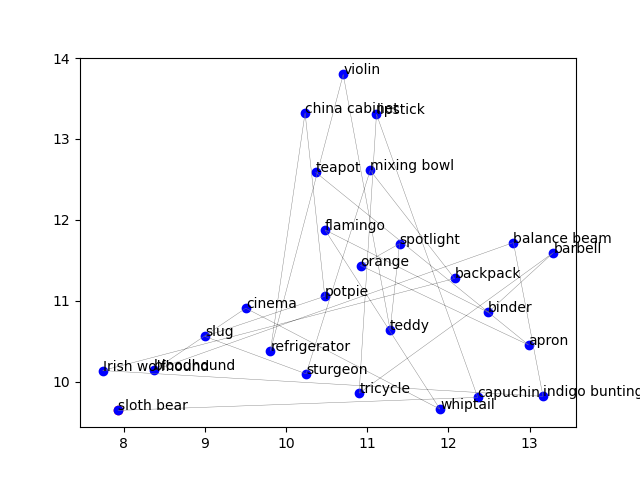 14
violin
china cabinet
lipstick
13
teapot
mixing bowl
12
flamingo
spotlight
balance beam
barbell
orange
backpack
11
potpie
cinema
binder
slug
teddy
refrigerator
apron
Irish wolfhound
bloodhound
sturgeon
10
tricycle
capuchin
indigo bunting
sloth bear
whiptail
8
9
10
11
12
13